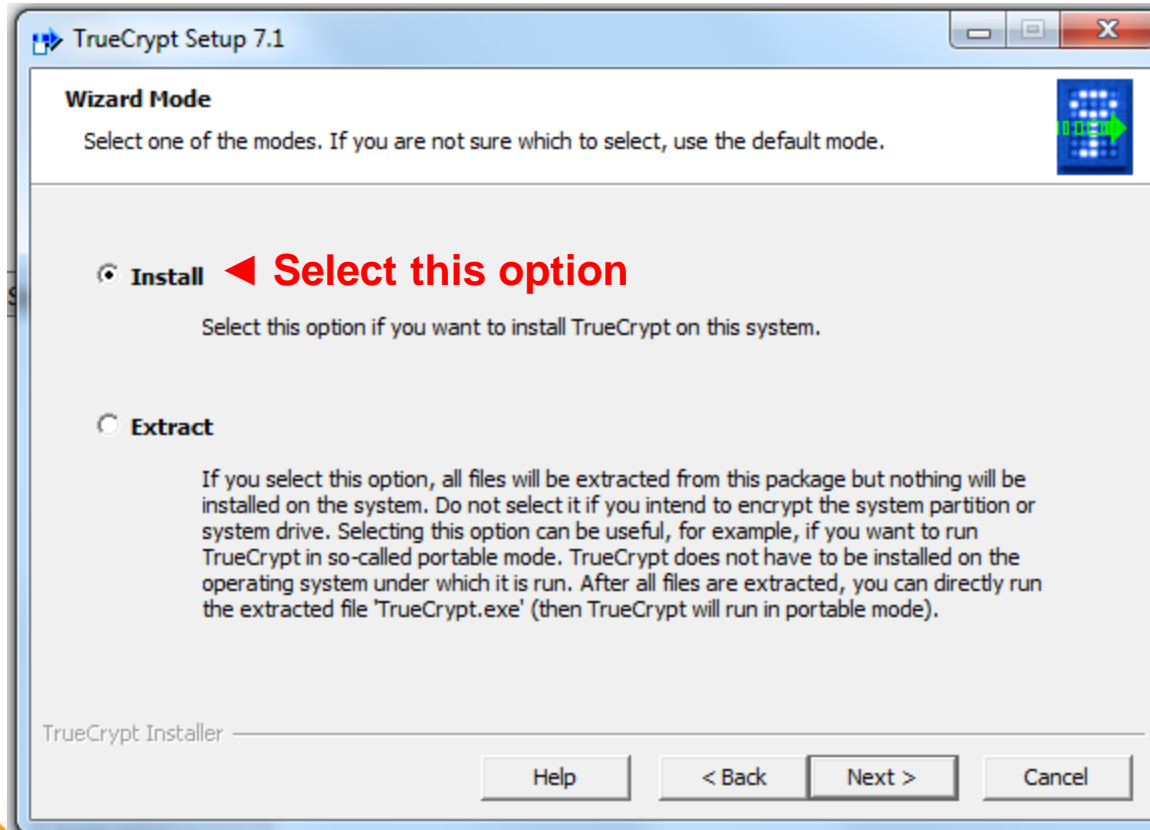 TrueCrypt Setup 7.1
Wizard Mode
Select one of the modes. If you are not sure which to select, use the default mode.
Install ◄ Select this option
Select this option if you want to install TrueCrypt on this system.
Extract
If you select this option, all files will be extracted from this package but nothing will be
installed on the system. Do not select it if you intend to encrypt the system partition or
system drive. Selecting this option can be useful, for example, if you want to run
TrueCrypt in so-called portable mode. TrueCrypt does not have to be installed on the
operating system under which it is run. After all files are extracted, you can directly run
the extracted file 'TrueCrypt.exe' (then TrueCrypt will run in portable mode).
TrueCrypt Installer
Help < Back Next > Cancel